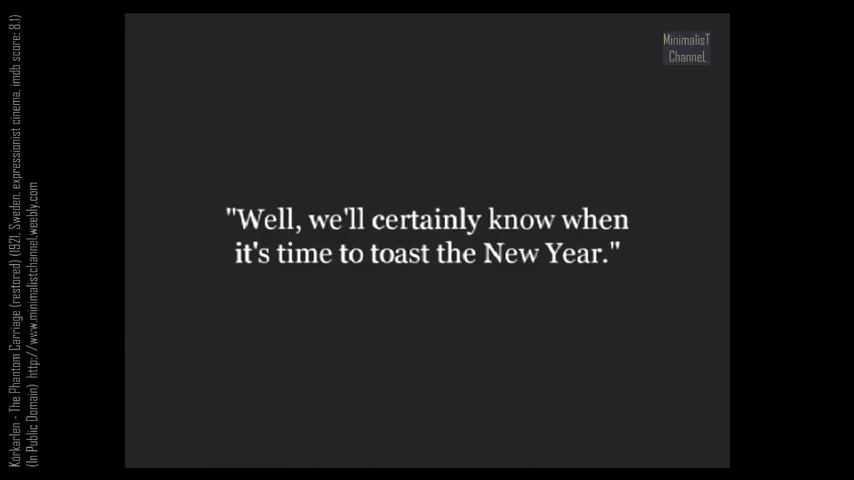 MinimalisT
ChanneL
"Well, we'll certainly know when
it's time to toast the New Year."
Körkarlen - The Phantom Carriage (restored) (1921, Sweden, expressionist cinema, imdb score: 8.1)
(In Public Domain) http://www.minimalistchannel.weebly.com